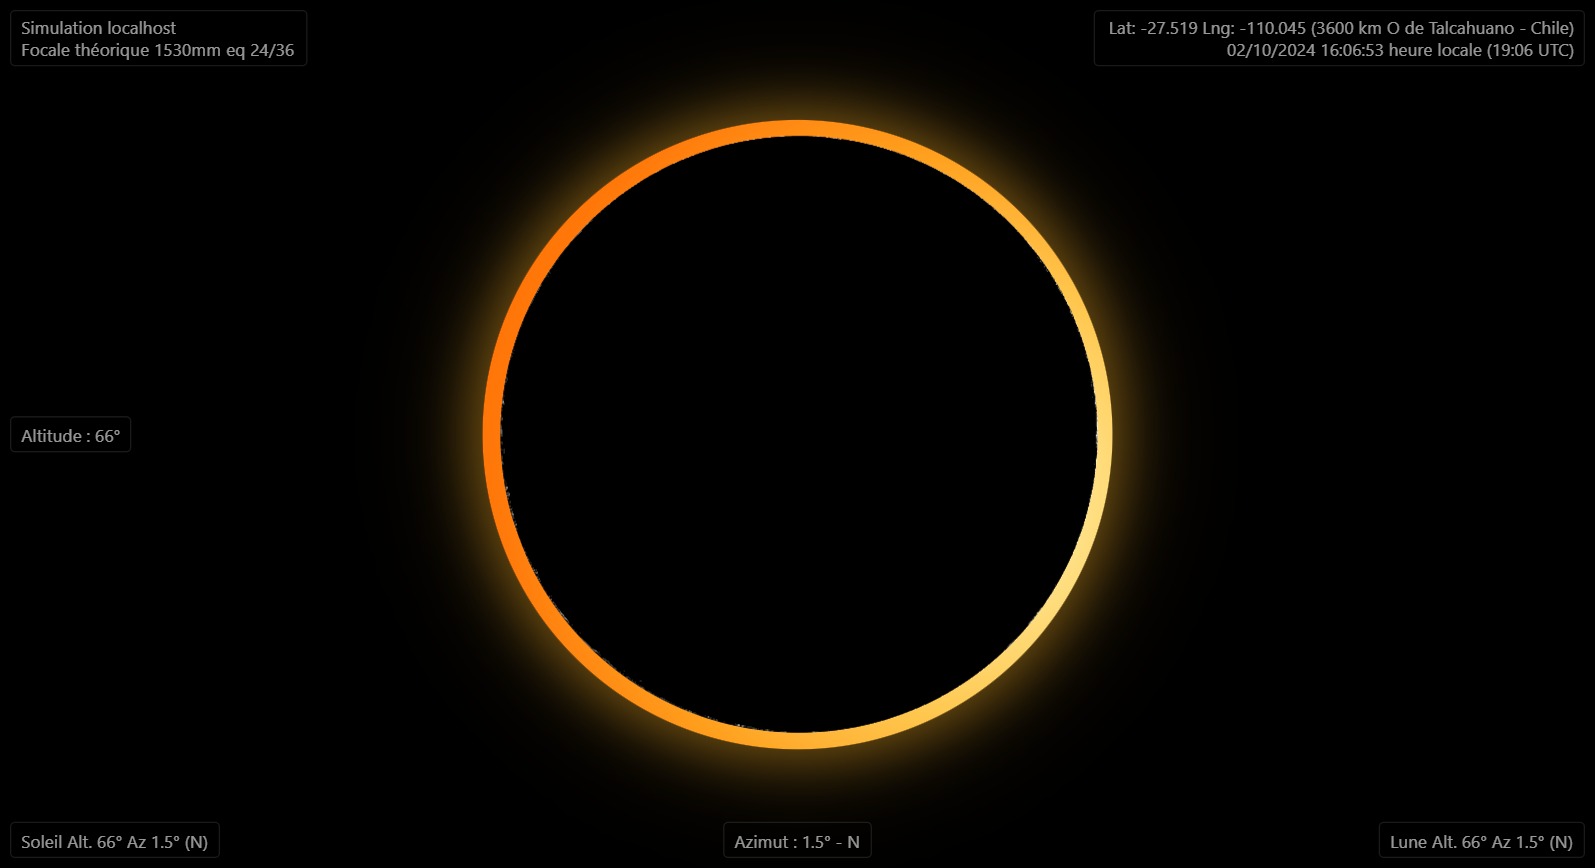 Simulation localhost
Focale théorique 1530mm eq 24/36
Lat: -27.519 Lng: -110.045 (3600 km O de Talcahuano - Chile)
02/10/2024 16:06:53 heure locale (19:06 UTC)
Altitude : 66°
Soleil Alt. 66° Az 1.5° (N)
Azimut : 1.5° - N
Lune Alt. 66° Az 1.5° (N)